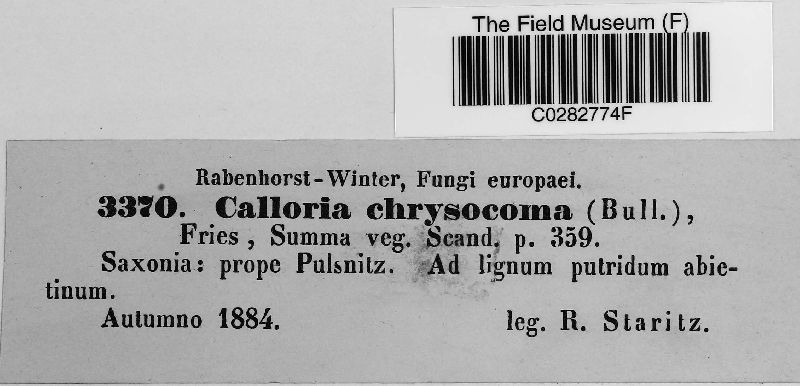 The Field Museum (F)
C0282774F
Rabenhorst-Winter, Fungi europaei.
3370. Calloria chrysocoma (Bull.),
Fries, Summa veg. Scand. p. 359.
Saxonia: prope Pulsnitz. Ad lignum putridum abie-
tinum.
Autumno 1884. leg. R. Staritz.